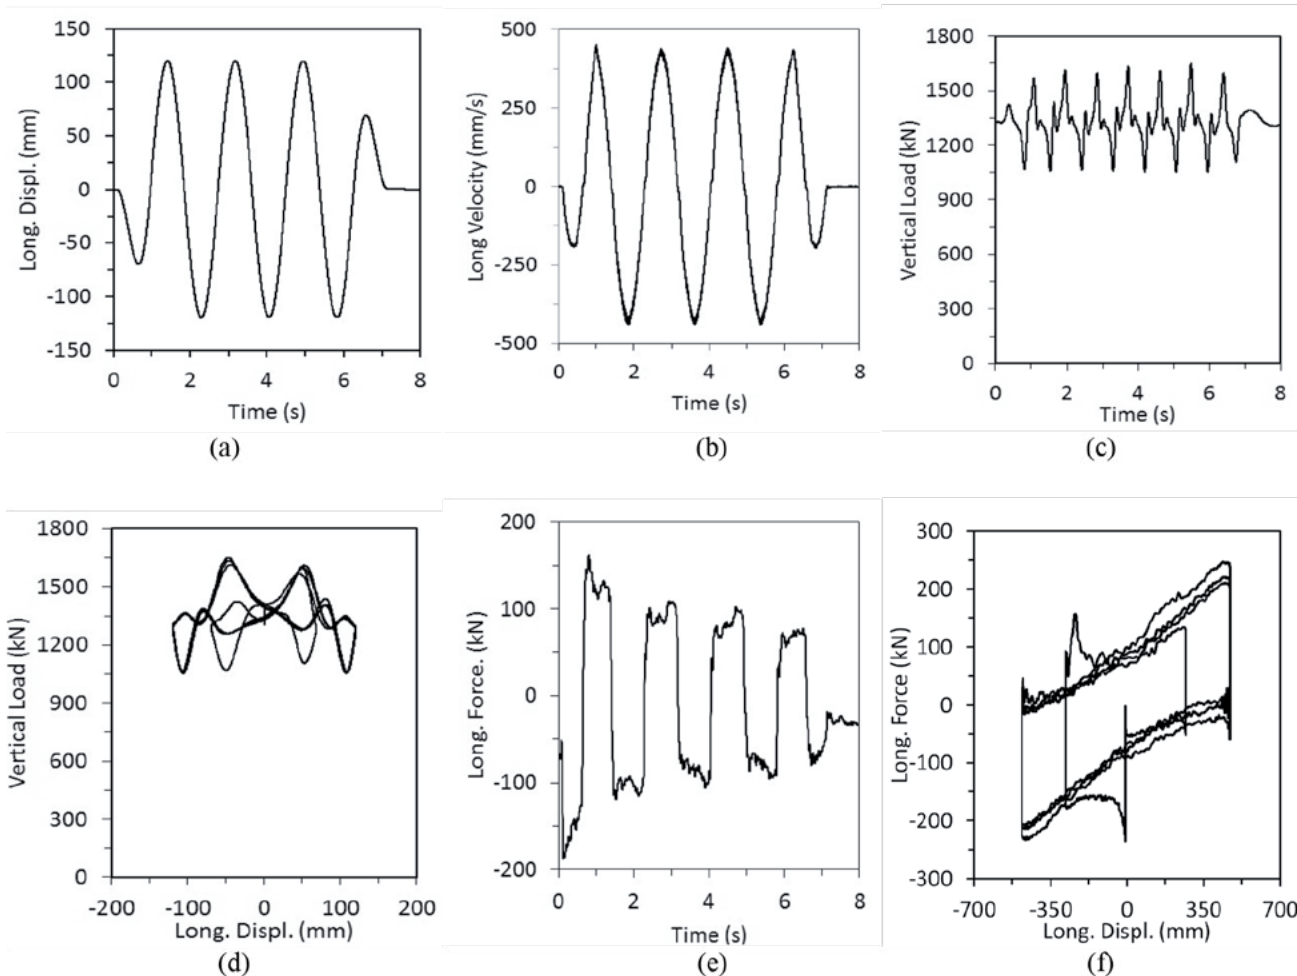 150
100
50
0
-50
-100
-150
0 2 4 6 8
Long. Displ. (mm)
Time (s)
(a)
500
250
0
-250
-500
0 2 4 6 8
Long Velocity (mm/s)
Time (s)
(b)
1800
1500
1200
900
600
300
0
0 2 4 6 8
Vertical Load (kN)
Time (s)
(c)
1800
1500
1200
900
600
300
0
-200 -100 0 100 200
Vertical Load (kN)
Long. Displ. (mm)
(d)
200
100
0
-100
-200
0 2 4 6 8
Long. Force. (kN)
Time (s)
(e)
300
200
100
0
-100
-200
-300
-700 -350 0 350 700
Long. Force (kN)
Long. Displ. (mm)
(f)